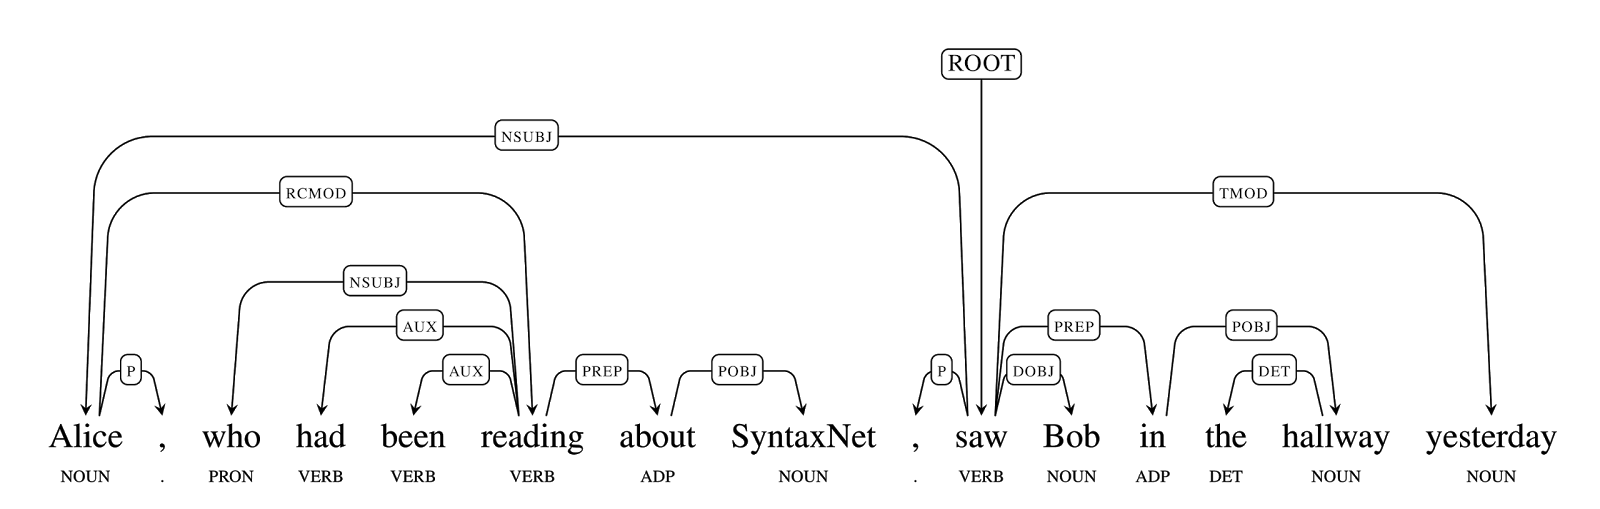 ROOT
NSUBJ
RCMOD TMOD
NSUBJ
AUX PREP POBJ
P AUX PREP POBJ P DOBJ DET
Alice , who had been reading about SyntaxNet , saw Bob in the hallway yesterday
NOUN . PRON VERB VERB VERB ADP NOUN . VERB NOUN ADP DET NOUN NOUN